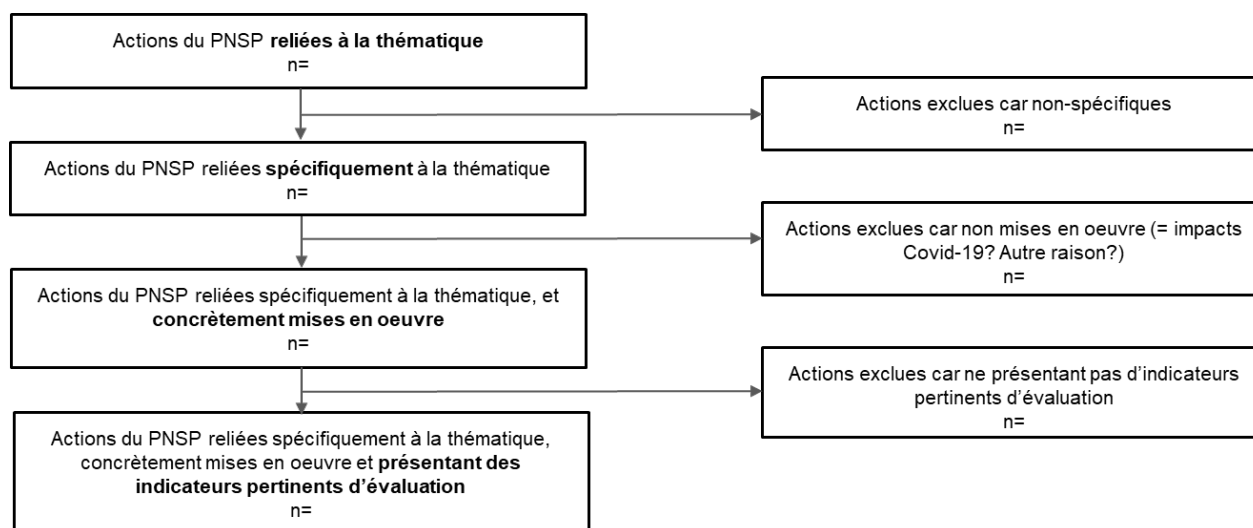 Actions du PNSP reliées à la thématique
n=
Actions exclues car non-spécifiques
n=
Actions du PNSP reliées spécifiquement à la thématique
n=
Actions exclues car non mises en oeuvre (= impacts
Covid-19? Autre raison?)
n=
Actions du PNSP reliées spécifiquement à la thématique, et
concrètement mises en oeuvre
n=
Actions exclues car ne présentant pas d’indicateurs
pertinents d’évaluation
n=
Actions du PNSP reliées spécifiquement à la thématique,
concrètement mises en oeuvre et présentant des
indicateurs pertinents d’évaluation
n=